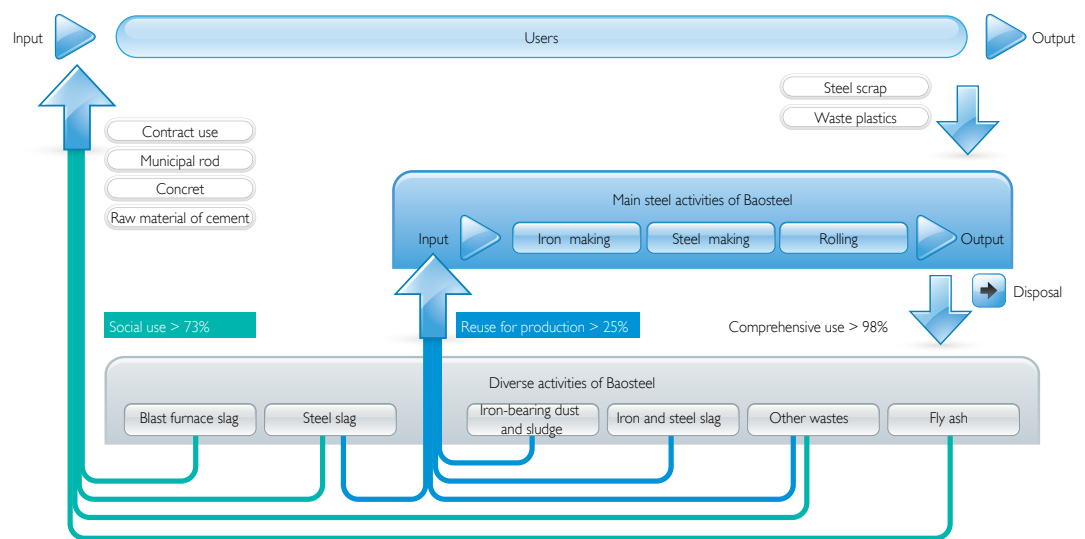 Input
Users
Output
Steel scrap
Waste plastics
Contract use
Municipal rod
Concret
Raw material of cement
Main steel activities of Baosteel
Input
Iron making
Steel making
Rolling
Output
Disposal
Social use > 73%
Reuse for production > 25%
Comprehensive use > 98%
Diverse activities of Baosteel
Blast furnace slag
Steel slag
Iron-bearing dust
and sludge
Iron and steel slag
Other wastes
Fly ash